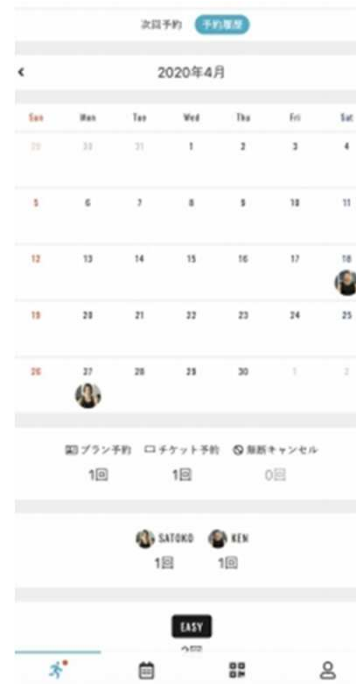 次回予約 予約履歴
2020年4月
Sun Mon Tue Wed Thu Fri Sat
29 30 31 1 2 3 4
5 6 7 8 9 10 11
12 13 14 15 16 17 18
19 20 21 22 23 24 25
26 27 28 29 30 1 2
プラン予約 チケット予約 無断キャンセル
1回 1回 0回
SATOKO KEN
1回 1回
EASY